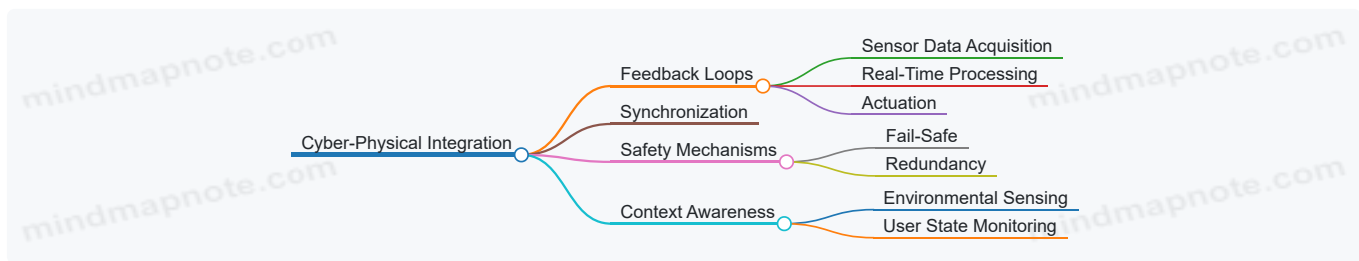 mindmapnote.com
mindmapnote.com
Cyber-Physical Integration
Feedback Loops
Sensor Data Acquisition
Real-Time Processing
Actuation
Synchronization
Safety Mechanisms
Fail-Safe
Redundancy
Context Awareness
Environmental Sensing
User State Monitoring
mindmapnote.com
mindmapnote.com